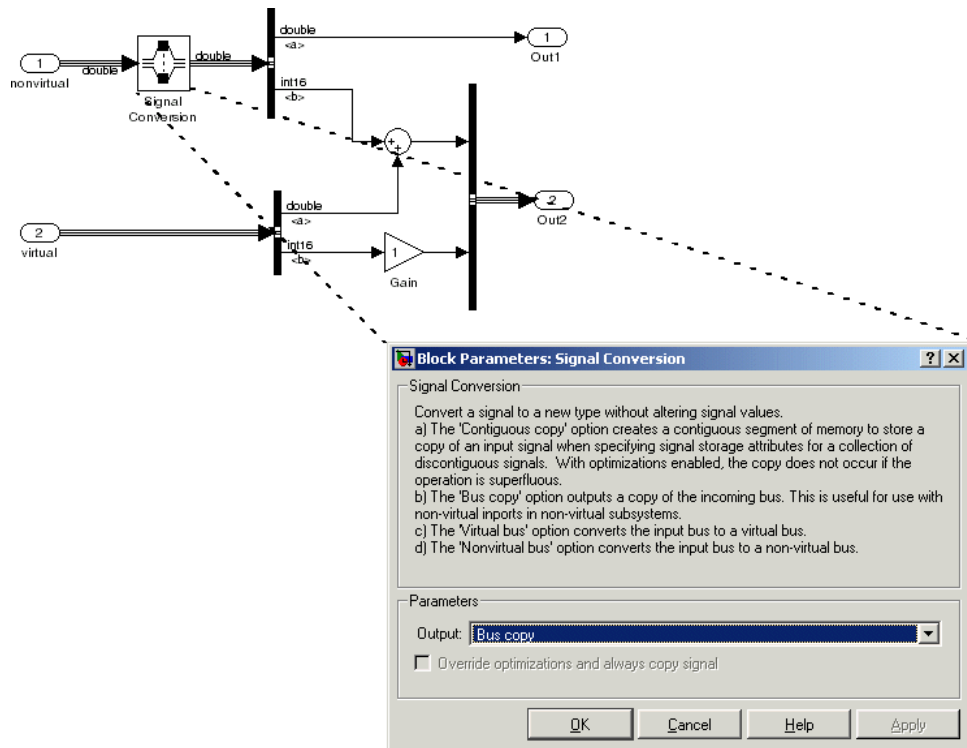 double
<a>
1
Out1
1
double
double
nonvirtual
int16
<b>
Signal
Conversion
+
+
double
<a>
2
Out2
2
virtual
int16
<b>
1
Gain
Block Parameters: Signal Conversion
Signal Conversion
Convert a signal to a new type without altering signal values.
a) The 'Contiguous copy' option creates a contiguous segment of memory to store a
copy of an input signal when specifying signal storage attributes for a collection of
discontiguous signals.  With optimizations enabled, the copy does not occur if the
operation is superfluous.
b) The 'Bus copy' option outputs a copy of the incoming bus. This is useful for use with
non-virtual inports in non-virtual subsystems.
c) The 'Virtual bus' option converts the input bus to a virtual bus.
d) The 'Nonvirtual bus' option converts the input bus to a non-virtual bus.
Parameters
Output: Bus copy
Override optimizations and always copy signal
OK Cancel Help Apply